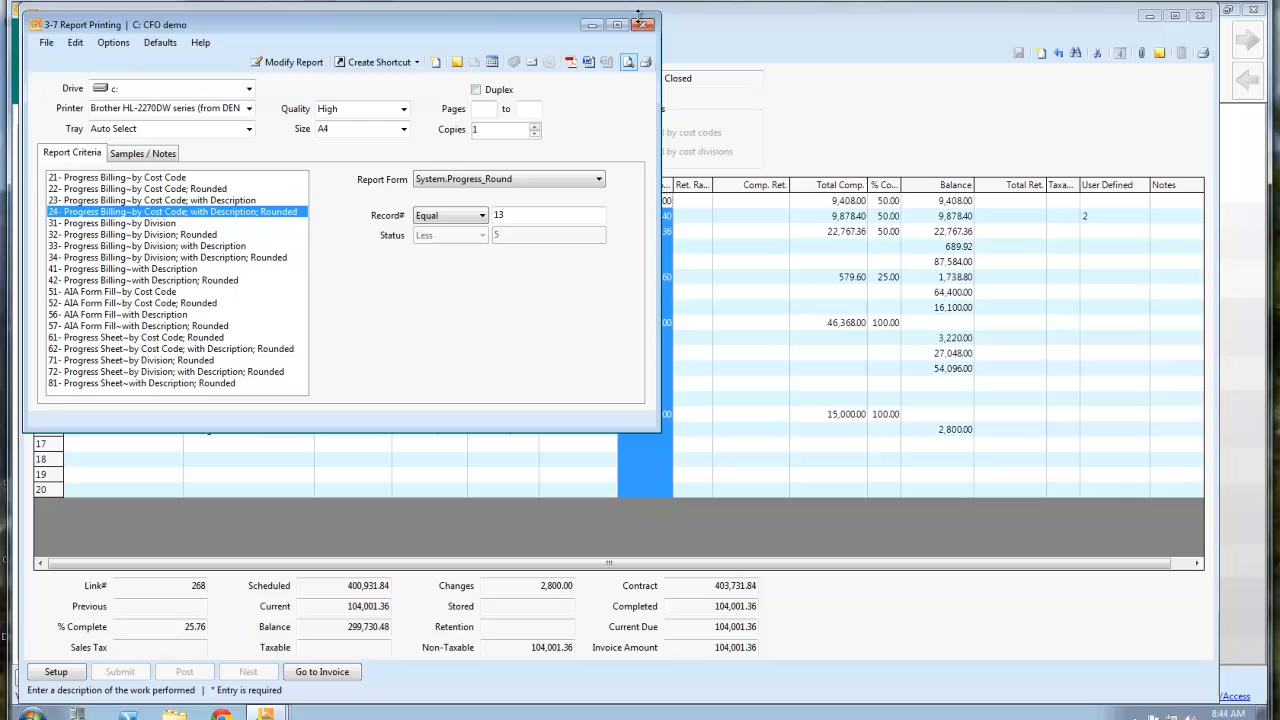 3-7 Report Printing | C: CFO demo
File Edit Options Defaults Help
Modify Report Create Shortcut
Drive c:
Duplex
Closed
Printer Brother HL-2270DW series (from DEN
Quality High
Pages to
Tray Auto Select
Size A4
Copies 1
by cost codes
by cost divisions
Report Criteria Samples / Notes
21- Progress Billing~by Cost Code
22- Progress Billing~by Cost Code; Rounded
23- Progress Billing~by Cost Code; with Description
24- Progress Billing~by Cost Code; with Description; Rounded
31- Progress Billing~by Division
32- Progress Billing~by Division; Rounded
33- Progress Billing~by Division; with Description
34- Progress Billing~by Division; with Description; Rounded
41- Progress Billing~with Description
42- Progress Billing~with Description; Rounded
51- AIA Form Fill~by Cost Code
52- AIA Form Fill~by Cost Code; Rounded
56- AIA Form Fill~with Description
57- AIA Form Fill~with Description; Rounded
61- Progress Sheet~by Cost Code; Rounded
62- Progress Sheet~by Cost Code; with Description; Rounded
71- Progress Sheet~by Division; Rounded
72- Progress Sheet~by Division; with Description; Rounded
81- Progress Sheet~with Description; Rounded
Report Form System.Progress_Round
Record# Equal 13
Status Less 5
Ret. Ra... Comp. Ret. Total Comp. % Co... Balance Total Ret. Taxa... User Defined Notes
00 9,408.00 50.00 9,408.00
40 9,878.40 50.00 9,878.40 2
36 22,767.36 50.00 22,767.36
689.92
87,584.00
60 579.60 25.00 1,738.80
64,400.00
16,100.00
00 46,368.00 100.00
3,220.00
27,048.00
54,096.00
00 15,000.00 100.00
2,800.00
17
18
19
20
Link# 268 Scheduled 400,931.84 Changes 2,800.00 Contract 403,731.84
Previous Current 104,001.36 Stored Completed 104,001.36
% Complete 25.76 Balance 299,730.48 Retention Current Due 104,001.36
Sales Tax Taxable Non-Taxable 104,001.36 Invoice Amount 104,001.36
Setup Submit Post Next Go to Invoice
Enter a description of the work performed | * Entry is required
/Access
8:44 AM